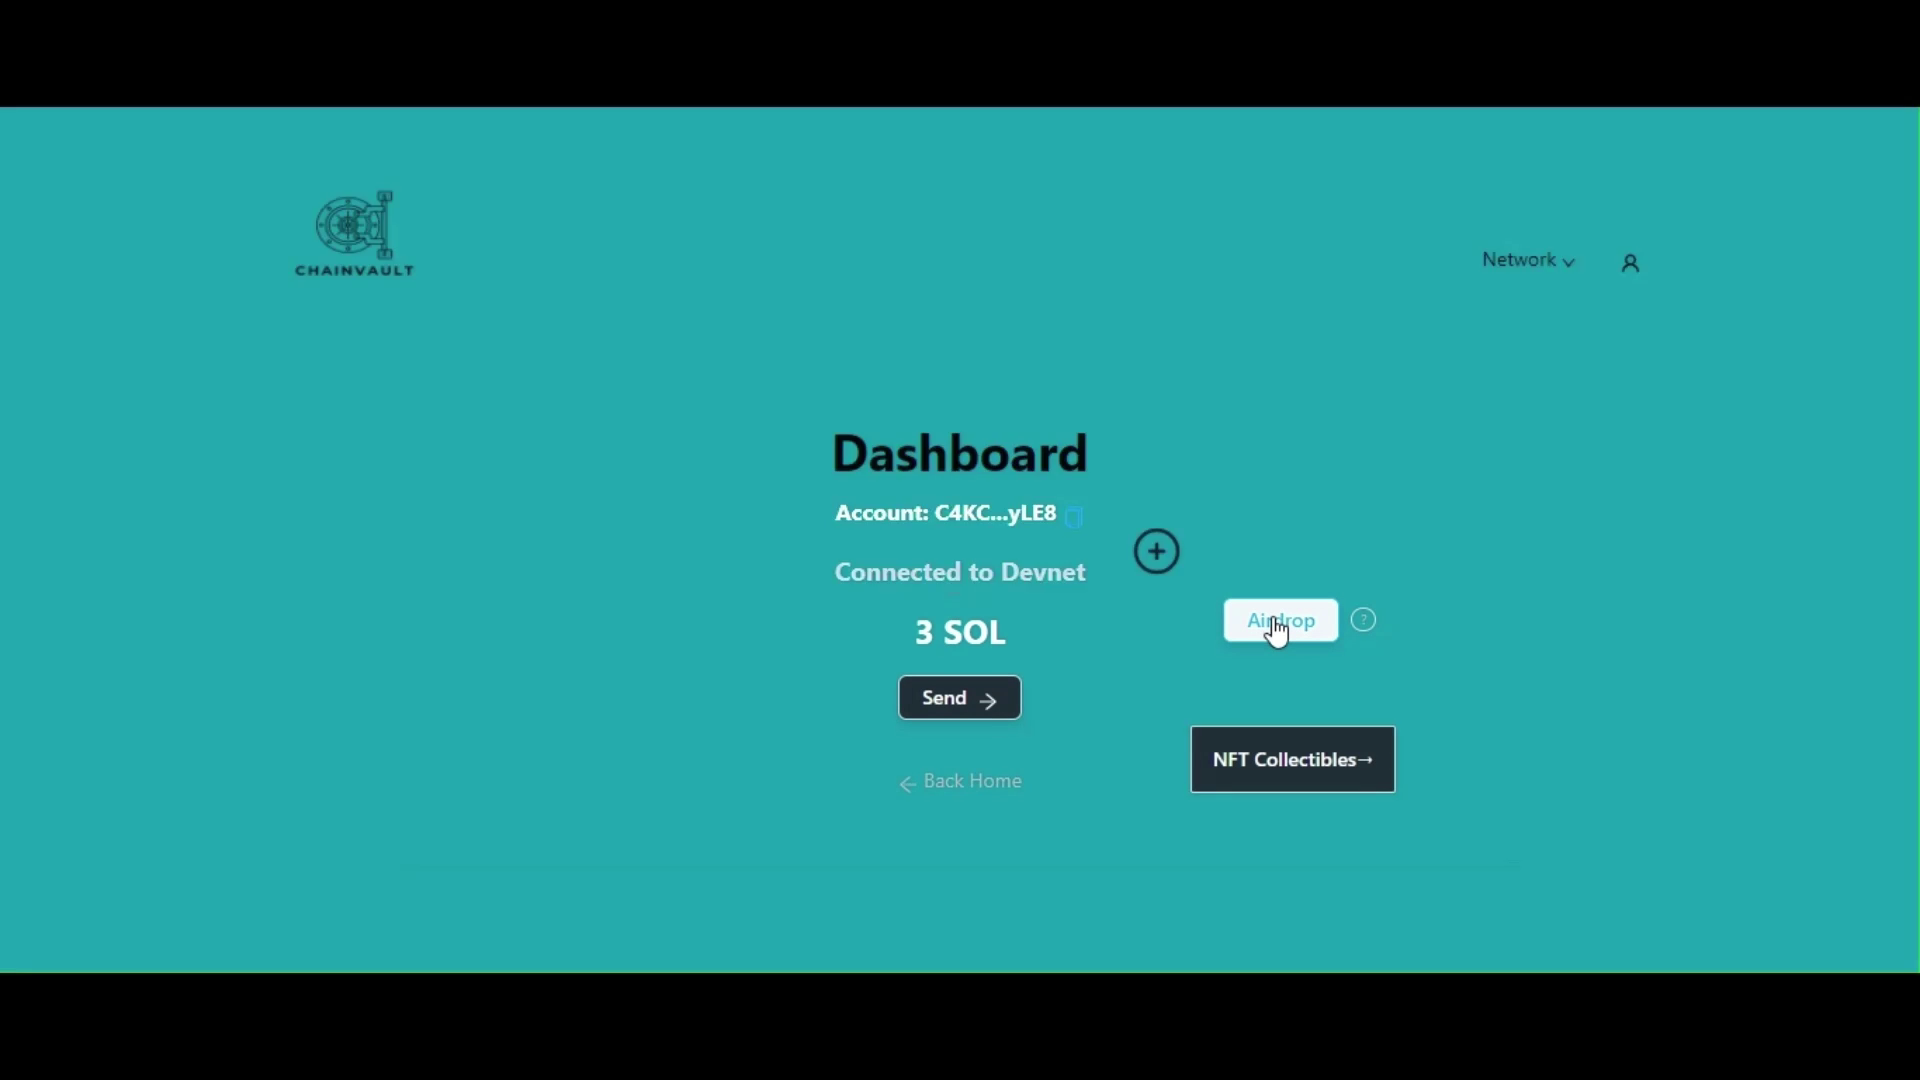 CHAINVAULT
Network
Dashboard
Account: C4KC...yLE8
Connected to Devnet
3 SOL
Airdrop
?
Send →
NFT Collectibles→
← Back Home